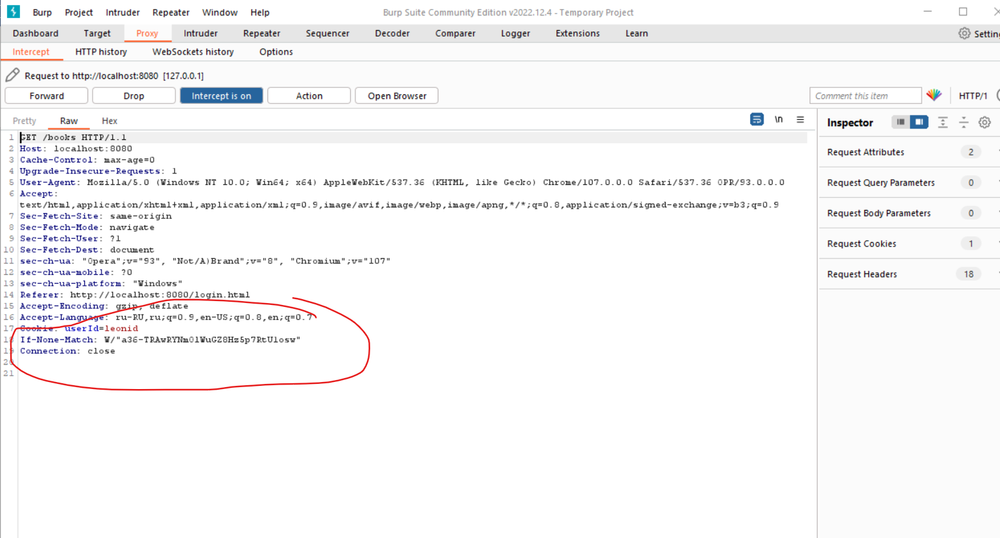 Burp Project Intruder Repeater Window Help Burp Suite Community Edition v2022.12.4 - Temporary Project
Dashboard Target Proxy Intruder Repeater Sequencer Decoder Comparer Logger Extensions Learn Settin
Intercept HTTP history WebSockets history Options
Request to http://localhost:8080 [127.0.0.1]
Forward Drop Intercept is on Action Open Browser Comment this item HTTP/1
Pretty Raw Hex \n
Inspector
1 GET /books HTTP/1.1
2 Host: localhost:8080
3 Cache-Control: max-age=0
4 Upgrade-Insecure-Requests: 1
5 User-Agent: Mozilla/5.0 (Windows NT 10.0; Win64; x64) AppleWebKit/537.36 (KHTML, like Gecko) Chrome/107.0.0.0 Safari/537.36 OPR/93.0.0.0
6 Accept:
text/html,application/xhtml+xml,application/xml;q=0.9,image/avif,image/webp,image/apng,*/*;q=0.8,application/signed-exchange;v=b3;q=0.9
7 Sec-Fetch-Site: same-origin
8 Sec-Fetch-Mode: navigate
9 Sec-Fetch-User: ?1
10 Sec-Fetch-Dest: document
11 sec-ch-ua: "Opera";v="93", "Not/A)Brand";v="8", "Chromium";v="107"
12 sec-ch-ua-mobile: ?0
13 sec-ch-ua-platform: "Windows"
14 Referer: http://localhost:8080/login.html
15 Accept-Encoding: gzip, deflate
16 Accept-Language: ru-RU,ru;q=0.9,en-US;q=0.8,en;q=0.7
17 Cookie: userId=leonid
18 If-None-Match: W/"a36-TRAwRYNm01WuGZ8Hz5p7RtUlosw"
19 Connection: close
20
21
Request Attributes 2
Request Query Parameters 0
Request Body Parameters 0
Request Cookies 1
Request Headers 18